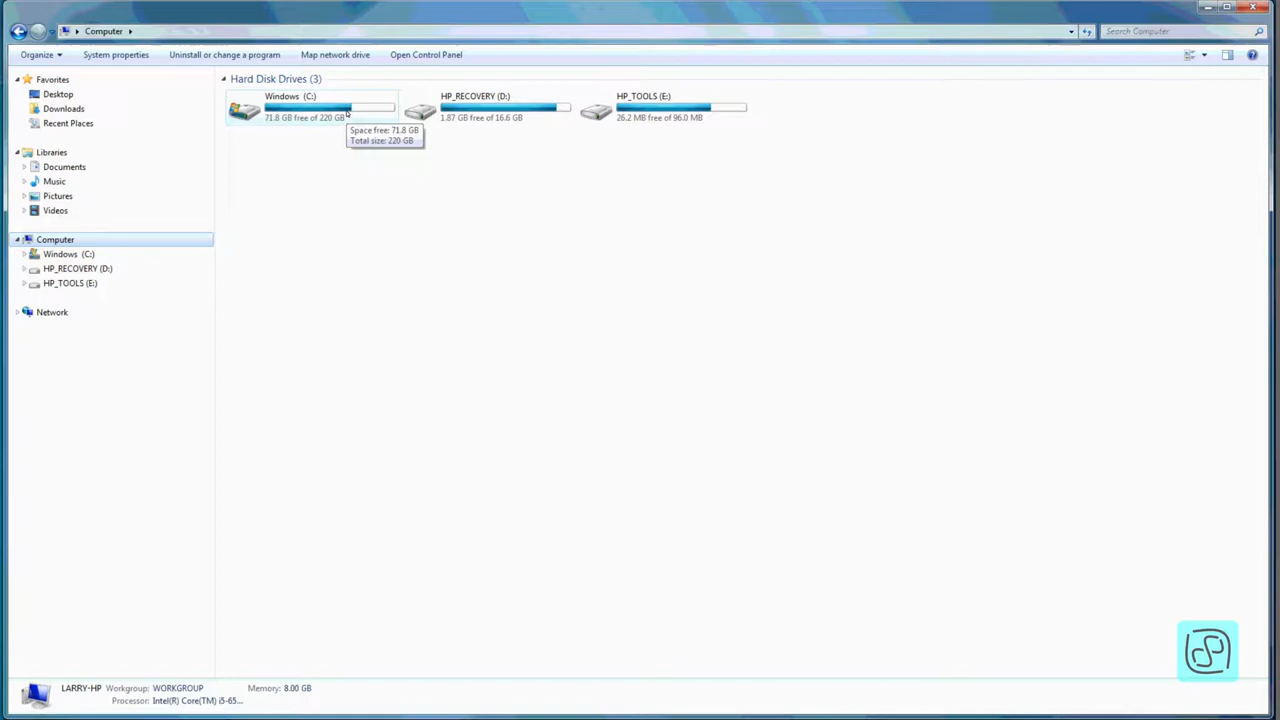 Computer
Search Computer
Organize
System properties
Uninstall or change a program
Map network drive
Open Control Panel
Favorites
Desktop
Downloads
Recent Places
Libraries
Documents
Music
Pictures
Videos
Computer
Windows (C:)
HP_RECOVERY (D:)
HP_TOOLS (E:)
Network
Hard Disk Drives (3)
Windows (C:)
71.8 GB free of 220 GB
HP_RECOVERY (D:)
1.87 GB free of 16.6 GB
HP_TOOLS (E:)
26.2 MB free of 96.0 MB
Space free: 71.8 GB
Total size: 220 GB
LARRY-HP Workgroup: WORKGROUP Memory: 8.00 GB
Processor: Intel(R) Core(TM) i5-65...